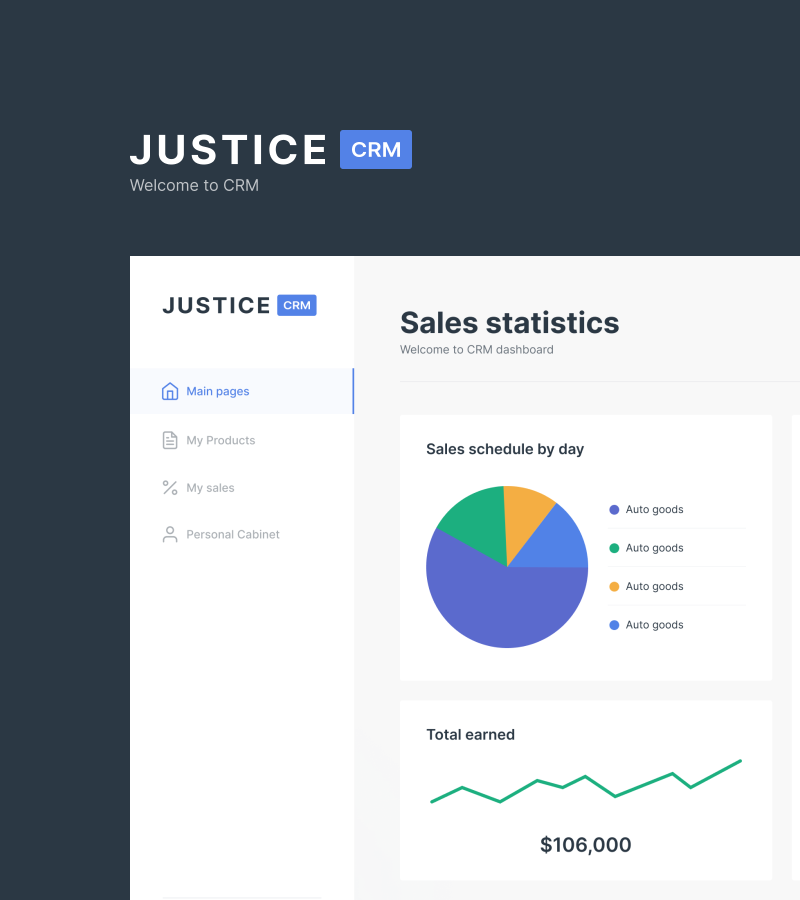 JUSTICE CRM
Welcome to CRM
JUSTICE CRM
Main pages
My Products
My sales
Personal Cabinet
Sales statistics
Welcome to CRM dashboard
Sales schedule by day
Auto goods
Auto goods
Auto goods
Auto goods
Total earned
$106,000